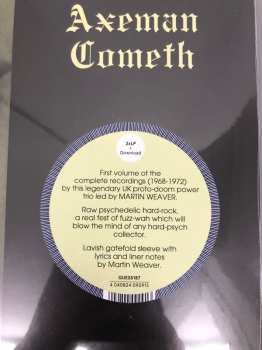 Axeman
Cometh
2xLP
+
Download
First volume of the
complete recordings (1968-1972)
by this legendary UK proto-doom power
trio led by MARTIN WEAVER.
Raw psychedelic hard-rock,
a real fest of fuzz-wah which will
blow the mind of any hard-psych
collector.
Lavish gatefold sleeve with
lyrics and liner notes
by Martin Weaver.
GUESS187